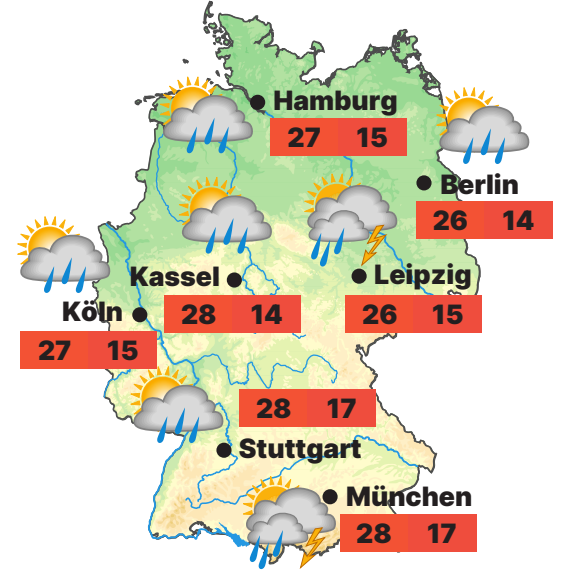 Hamburg
27 15
Berlin
26 14
Kassel
28 14
Leipzig
26 15
Köln
27 15
28 17
Stuttgart
München
28 17